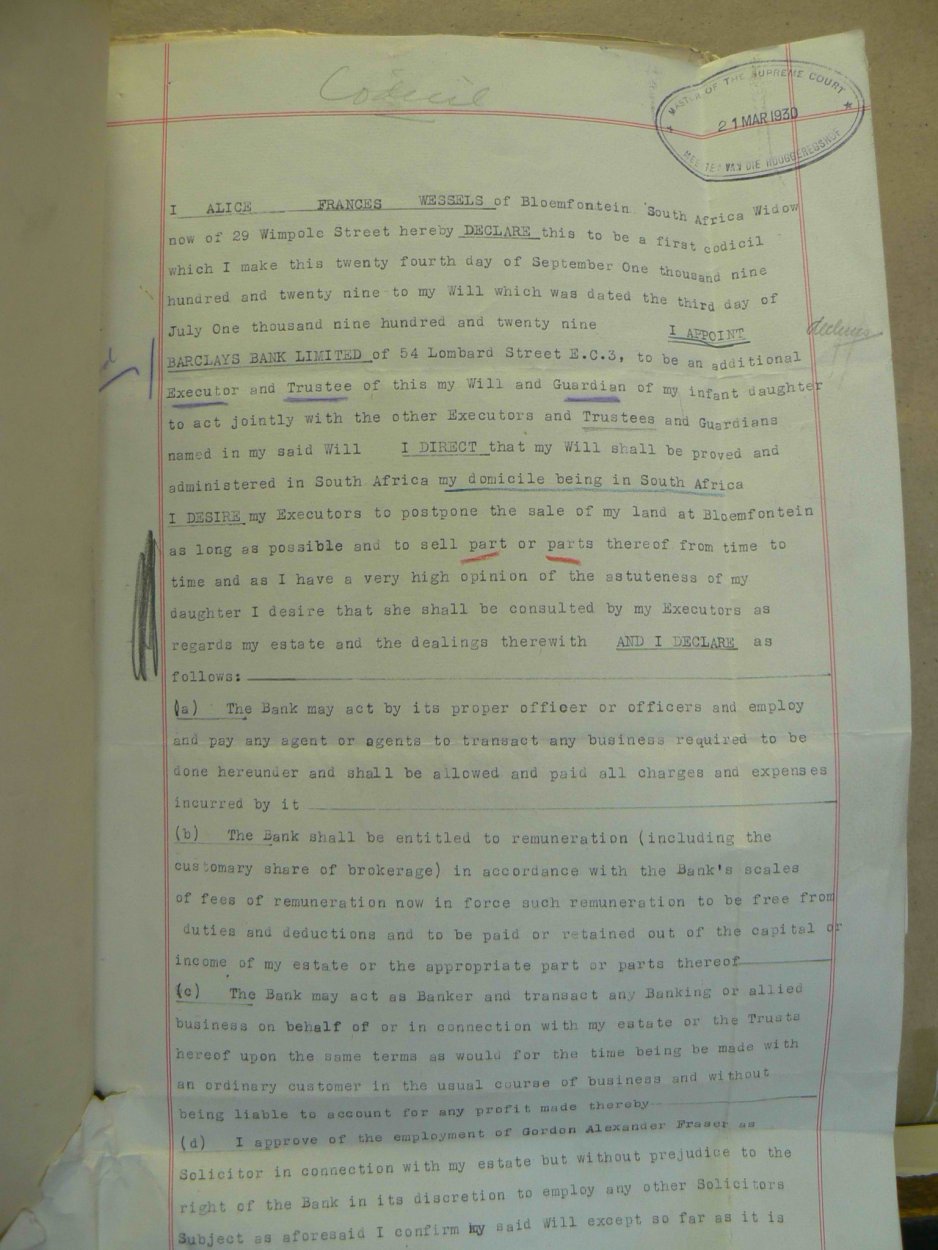 Codicil
MASTER OF THE SUPREME COURT
21 MAR 1930
MEESTER VAN DIE HOOGGEREGSHOF
I ALICE FRANCES WESSELS of Bloemfontein South Africa Widow
now of 29 Wimpole Street hereby DECLARE this to be a first codicil
which I make this twenty fourth day of September One thousand nine
hundred and twenty nine to my Will which was dated the third day of
July One thousand nine hundred and twenty nine I APPOINT
BARCLAYS BANK LIMITED of 54 Lombard Street E.C.3, to be an additional
Executor and Trustee of this my Will and Guardian of my infant daughter
to act jointly with the other Executors and Trustees and Guardians
named in my said Will I DIRECT that my Will shall be proved and
administered in South Africa my domicile being in South Africa
I DESIRE my Executors to postpone the sale of my land at Bloemfontein
as long as possible and to sell part or parts thereof from time to
time and as I have a very high opinion of the astuteness of my
daughter I desire that she shall be consulted by my Executors as
regards my estate and the dealings therewith AND I DECLARE as
follows:
(a) The Bank may act by its proper officer or officers and employ
and pay any agent or agents to transact any business required to be
done hereunder and shall be allowed and paid all charges and expenses
incurred by it
(b) The Bank shall be entitled to remuneration (including the
customary share of brokerage) in accordance with the Bank's scales
of fees of remuneration now in force such remuneration to be free from
duties and deductions and to be paid or retained out of the capital or
income of my estate or the appropriate part or parts thereof
(c) The Bank may act as Banker and transact any Banking or allied
business on behalf of or in connection with my estate or the Trusts
hereof upon the same terms as would for the time being be made with
an ordinary customer in the usual course of business and without
being liable to account for any profit made thereby
(d) I approve of the employment of Gordon Alexander Fraser as
Solicitor in connection with my estate but without prejudice to the
right of the Bank in its discretion to employ any other Solicitors
Subject as aforesaid I confirm my said Will except so far as it is